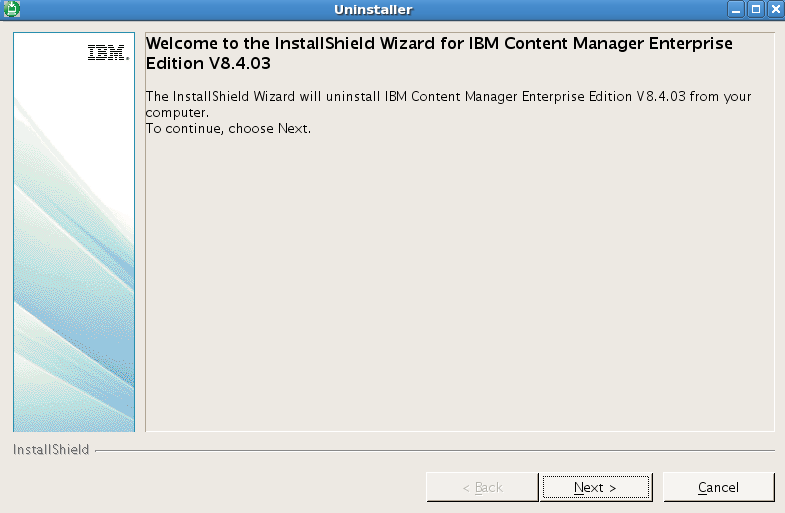 Uninstaller
IBM.
Welcome to the InstallShield Wizard for IBM Content Manager Enterprise
Edition V8.4.03
The InstallShield Wizard will uninstall IBM Content Manager Enterprise Edition V8.4.03 from your
computer.
To continue, choose Next.
InstallShield
< Back
Next >
Cancel